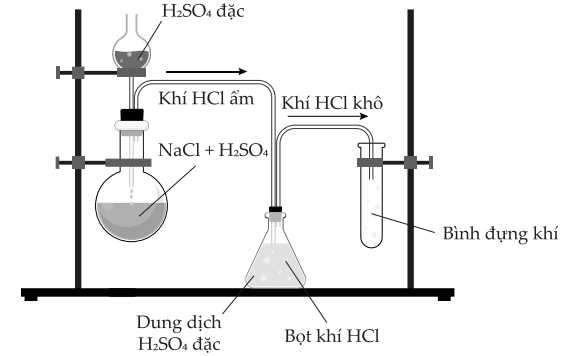 H₂SO₄ đặc
Khí HCl ẩm
Khí HCl khô
NaCl + H₂SO₄
Bình đựng khí
Dung dịch
H₂SO₄ đặc
Bọt khí HCl